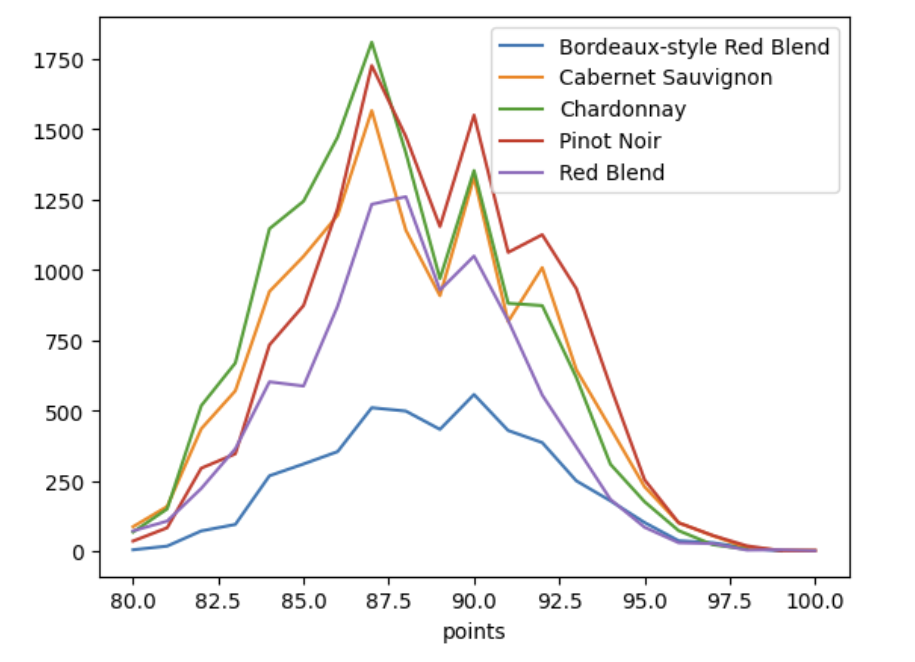 1750
1500
1250
1000
750
500
250
0
Bordeaux-style Red Blend
Cabernet Sauvignon
Chardonnay
Pinot Noir
Red Blend
80.0 82.5 85.0 87.5 90.0 92.5 95.0 97.5 100.0
points